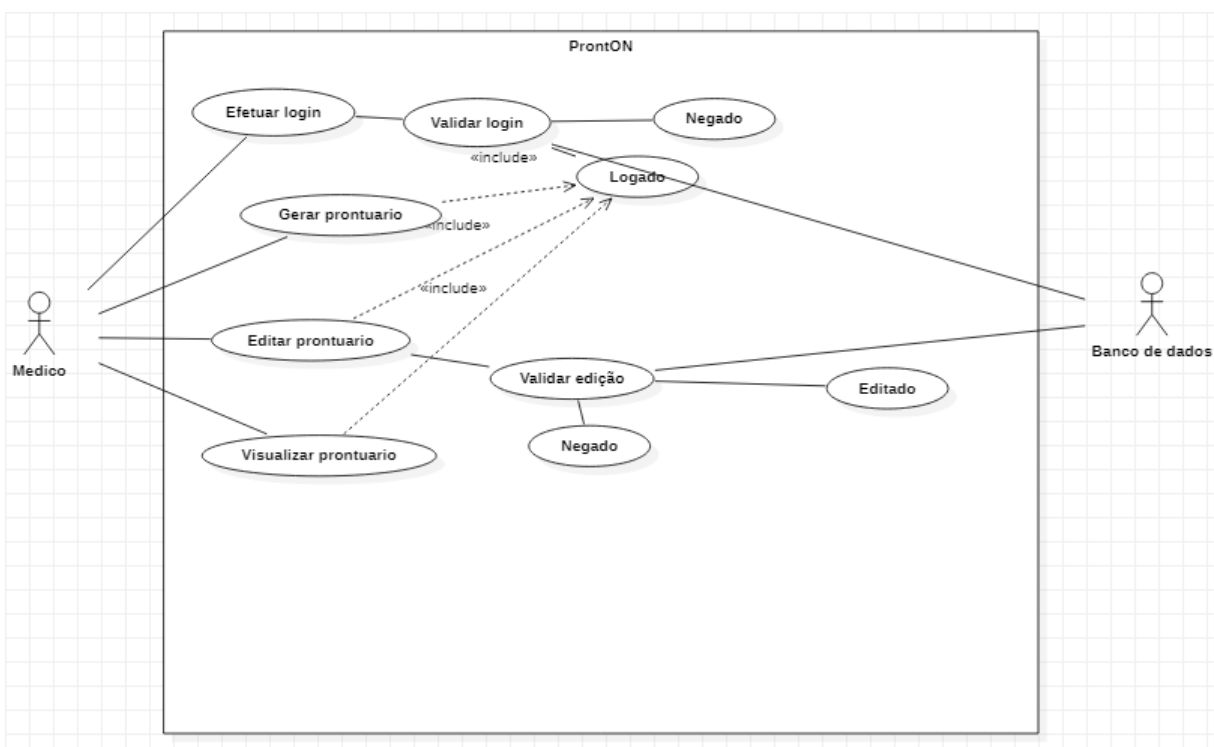 ProntON
Efetuar login
Validar login
Negado
«include»
Logado
Gerar prontuario
«include»
«include»
Medico
Editar prontuario
Banco de dados
Validar edição
Editado
Negado
Visualizar prontuario